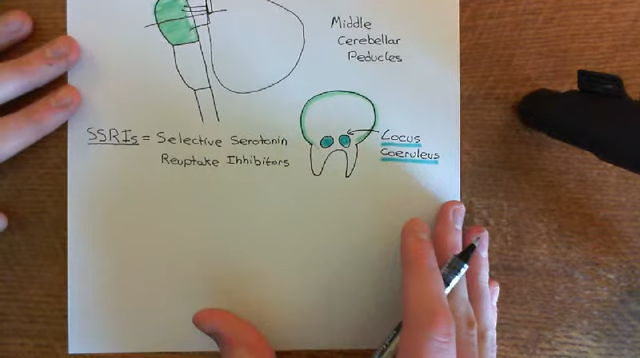 Middle
Cerebellar
Peducles
SSRIs = Selective Serotonin
Reuptake Inhibitors
Locus
Coeruleus